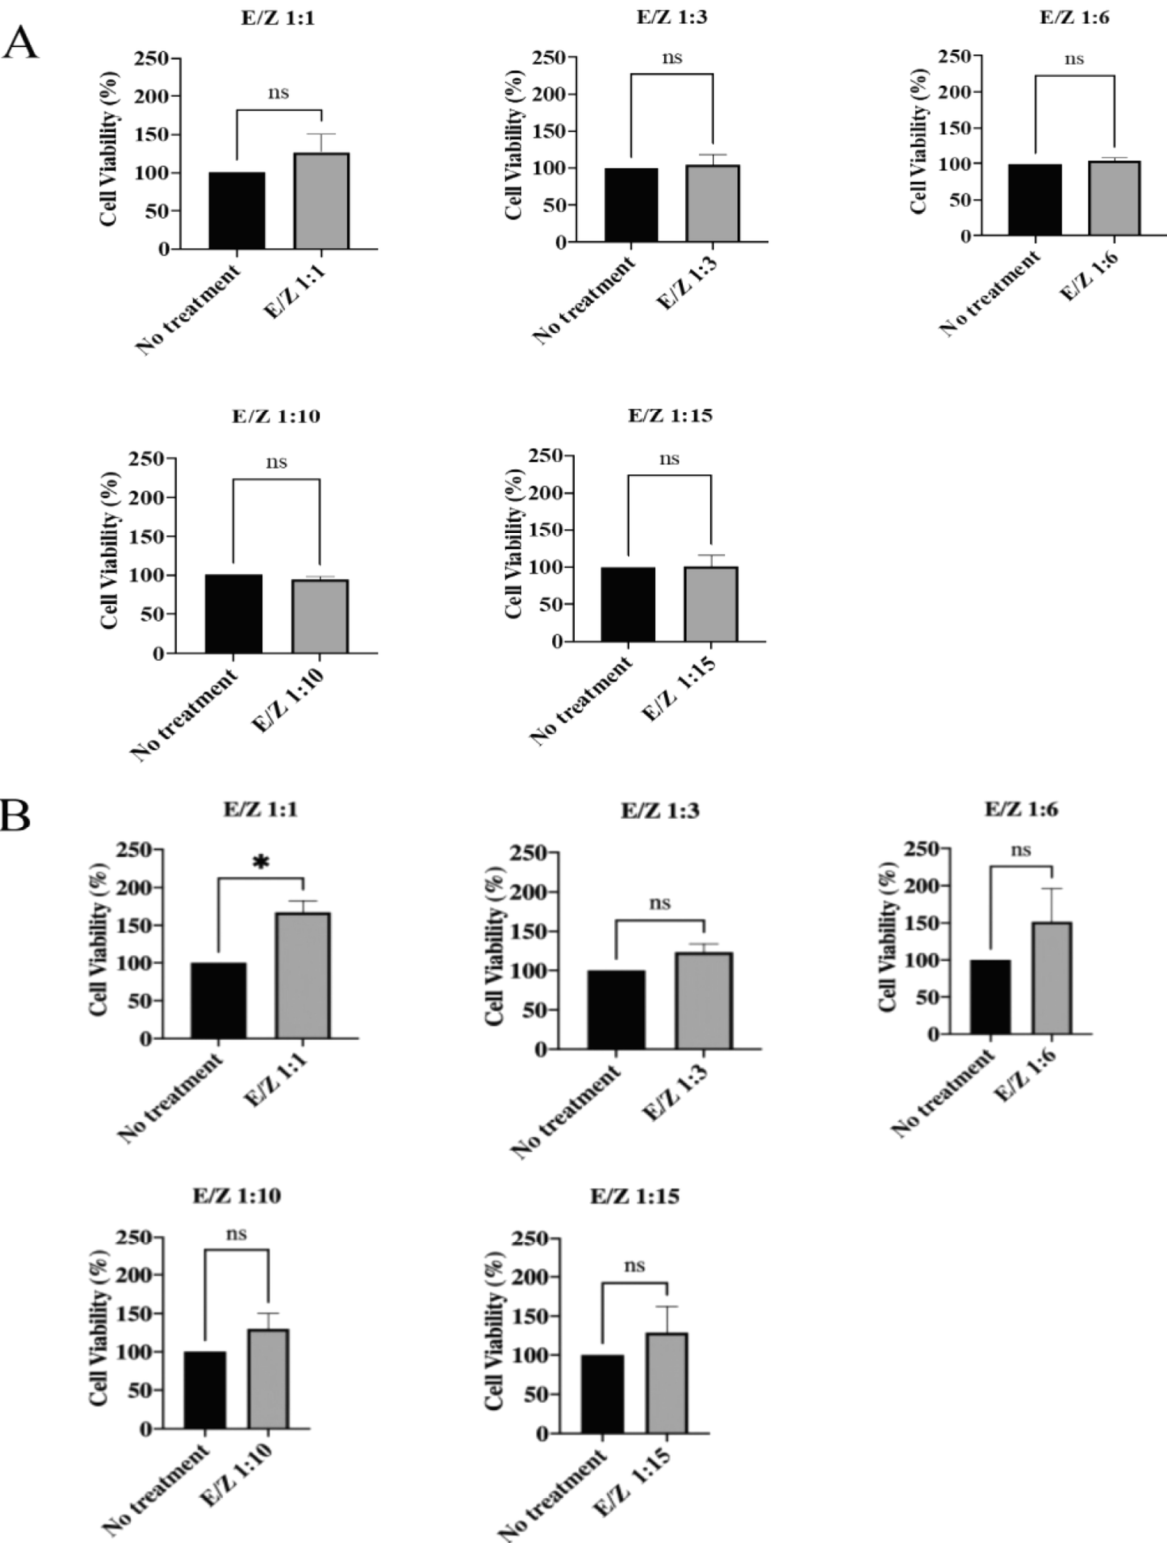 A
E/Z 1:1
Cell Viability (%)
250
200
150
100
50
0
ns
No treatment
E/Z 1:1
E/Z 1:3
Cell Viability (%)
250
200
150
100
50
0
ns
No treatment
E/Z 1:3
E/Z 1:6
Cell Viability (%)
250
200
150
100
50
0
ns
No treatment
E/Z 1:6
E/Z 1:10
Cell Viability (%)
250
200
150
100
50
0
ns
No treatment
E/Z 1:10
E/Z 1:15
Cell Viability (%)
250
200
150
100
50
0
ns
No treatment
E/Z 1:15
B
E/Z 1:1
Cell Viability (%)
250
200
150
100
50
0
*
No treatment
E/Z 1:1
E/Z 1:3
Cell Viability (%)
250
200
150
100
50
0
ns
No treatment
E/Z 1:3
E/Z 1:6
Cell Viability (%)
250
200
150
100
50
0
ns
No treatment
E/Z 1:6
E/Z 1:10
Cell Viability (%)
250
200
150
100
50
0
ns
No treatment
E/Z 1:10
E/Z 1:15
Cell Viability (%)
250
200
150
100
50
0
ns
No treatment
E/Z 1:15